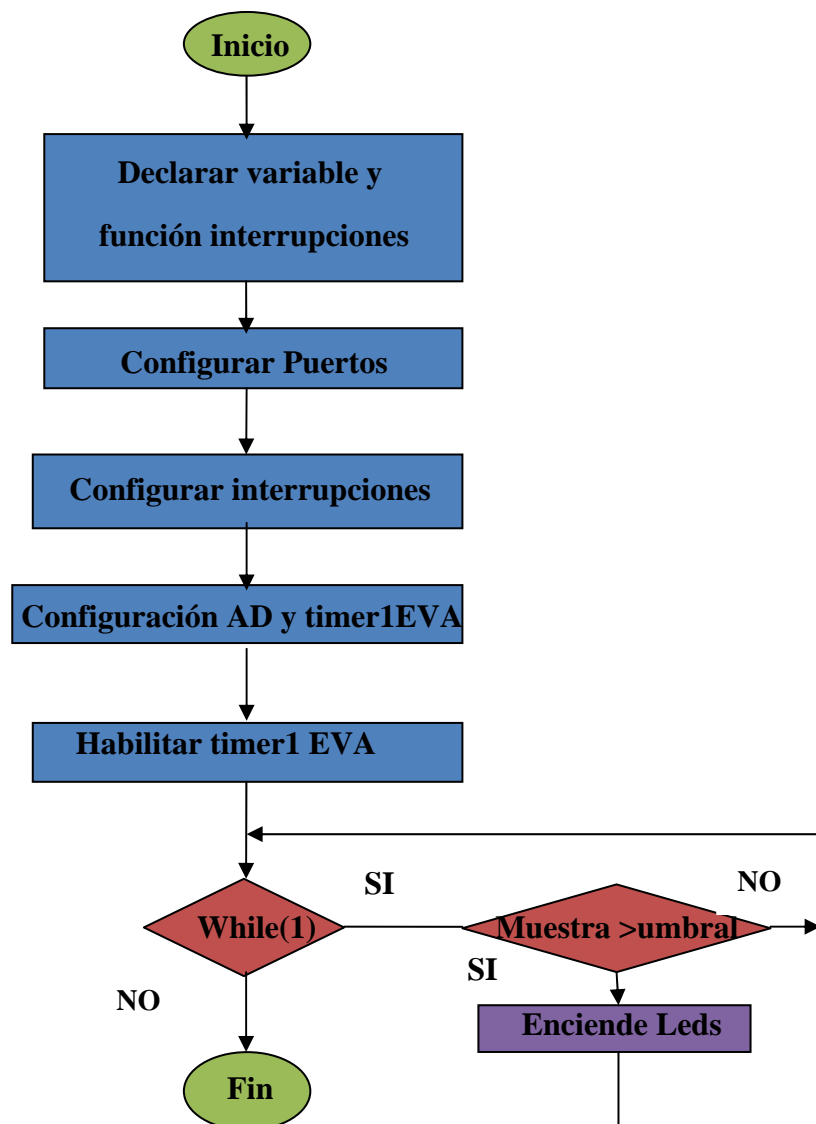 Inicio
Declarar variable y
función interrupciones
Configurar Puertos
Configurar interrupciones
Configuración AD y timer1EVA
Habilitar timer1 EVA
SI
NO
While(1)
Muestra >umbral
SI
NO
Enciende Leds
Fin